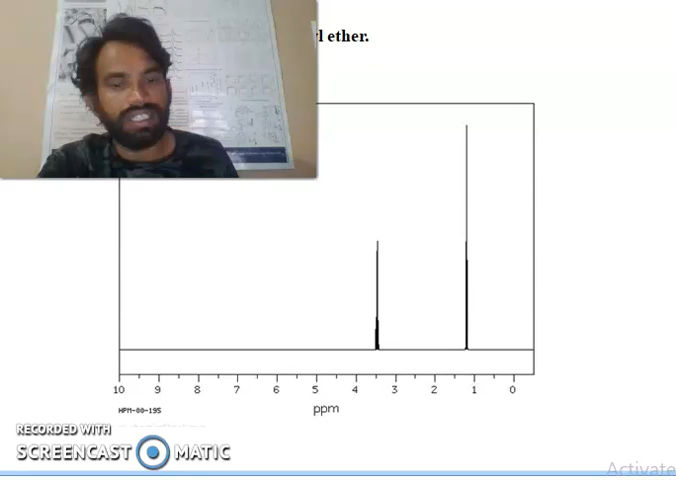 l ether.
10 9 8 7 6 5 4 3 2 1 0
HPM-00-195
ppm
RECORDED WITH
SCREENCAST MATIC
Activate